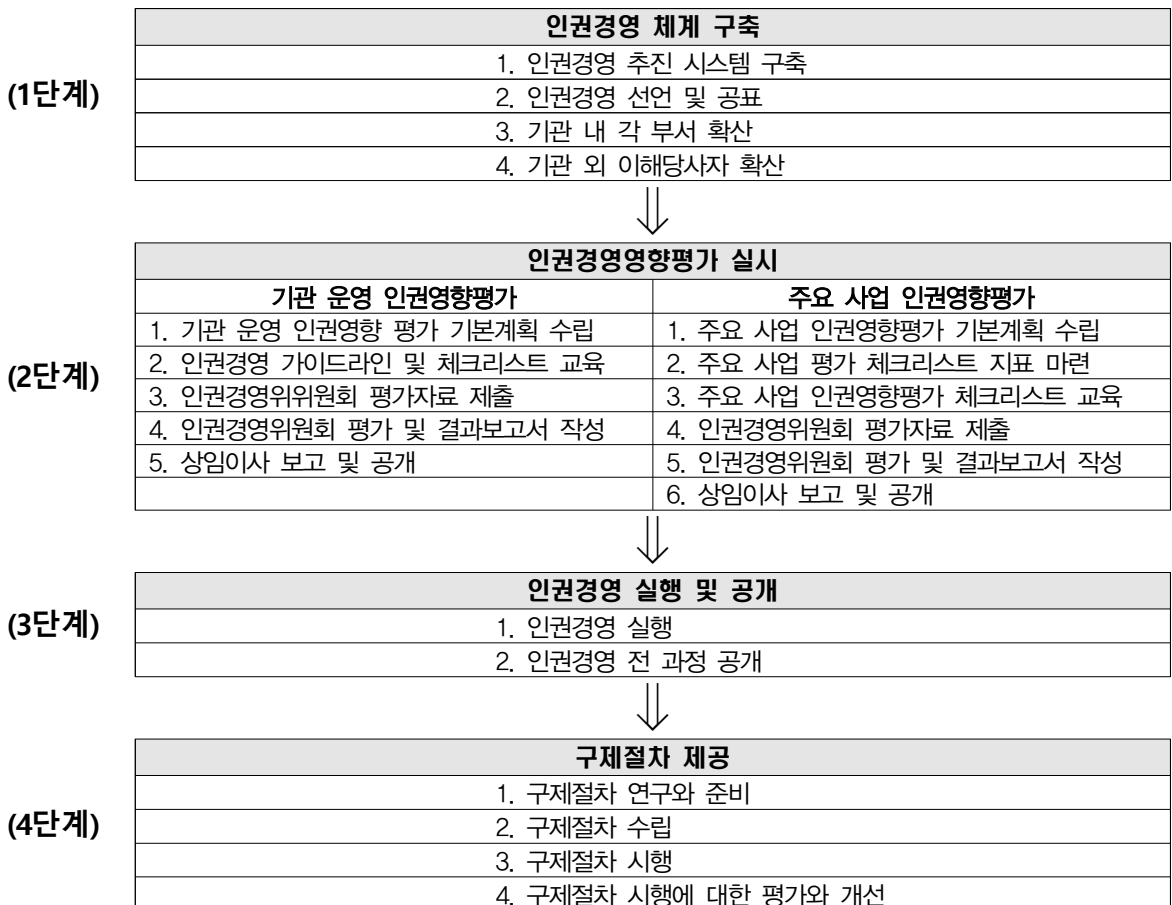 인권경영 체계 구축
(1단계)
1. 인권경영 추진 시스템 구축
2. 인권경영 선언 및 공표
3. 기관 내 각 부서 확산
4. 기관 외 이해당사자 확산
인권경영영향평가 실시
(2단계)
기관 운영 인권영향평가
1. 기관 운영 인권영향 평가 기본계획 수립
2. 인권경영 가이드라인 및 체크리스트 교육
3. 인권경영위위원회 평가자료 제출
4. 인권경영위원회 평가 및 결과보고서 작성
5. 상임이사 보고 및 공개
주요 사업 인권영향평가
1. 주요 사업 인권영향평가 기본계획 수립
2. 주요 사업 평가 체크리스트 지표 마련
3. 주요 사업 인권영향평가 체크리스트 교육
4. 인권경영위원회 평가자료 제출
5. 인권경영위원회 평가 및 결과보고서 작성
6. 상임이사 보고 및 공개
인권경영 실행 및 공개
(3단계)
1. 인권경영 실행
2. 인권경영 전 과정 공개
구제절차 제공
(4단계)
1. 구제절차 연구와 준비
2. 구제절차 수립
3. 구제절차 시행
4. 구제절차 시행에 대한 평가와 개선